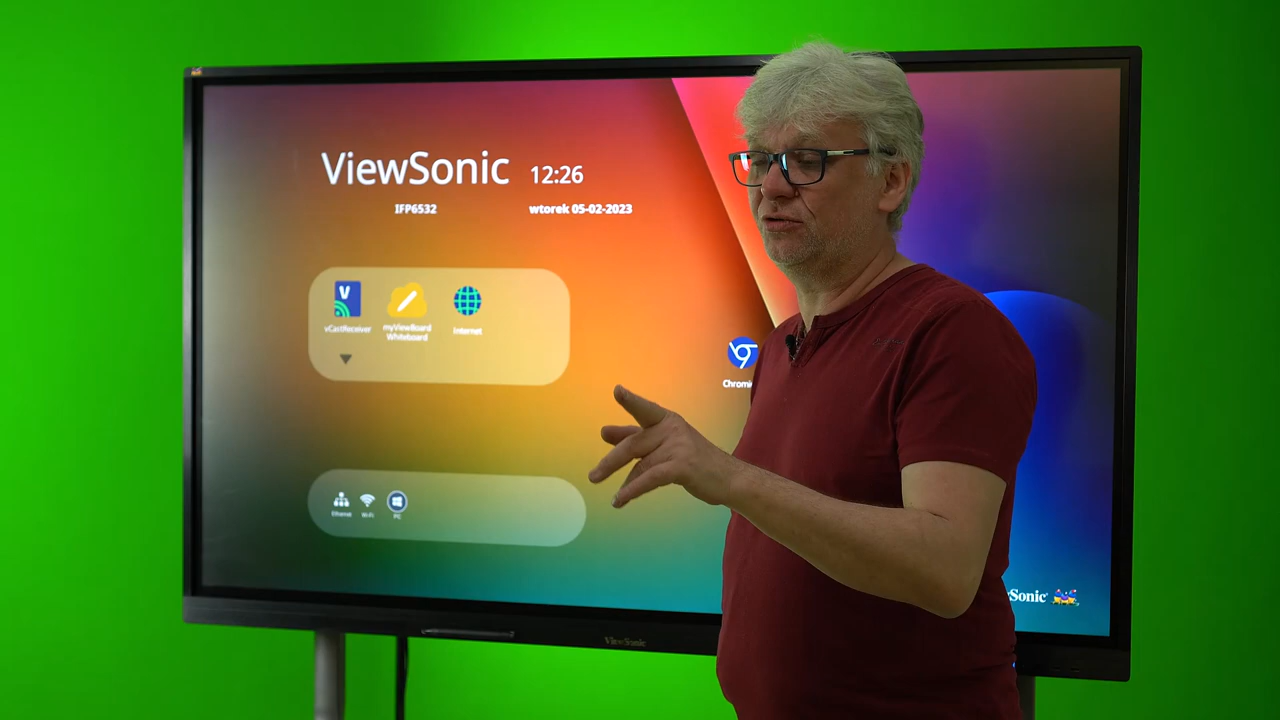 ViewSonic 12:26
IFP6532 wtorek 05-02-2023
V
vCastReceiver myViewBoard Internet
Whiteboard
Ethernet Wi-Fi PC
ViewSonic